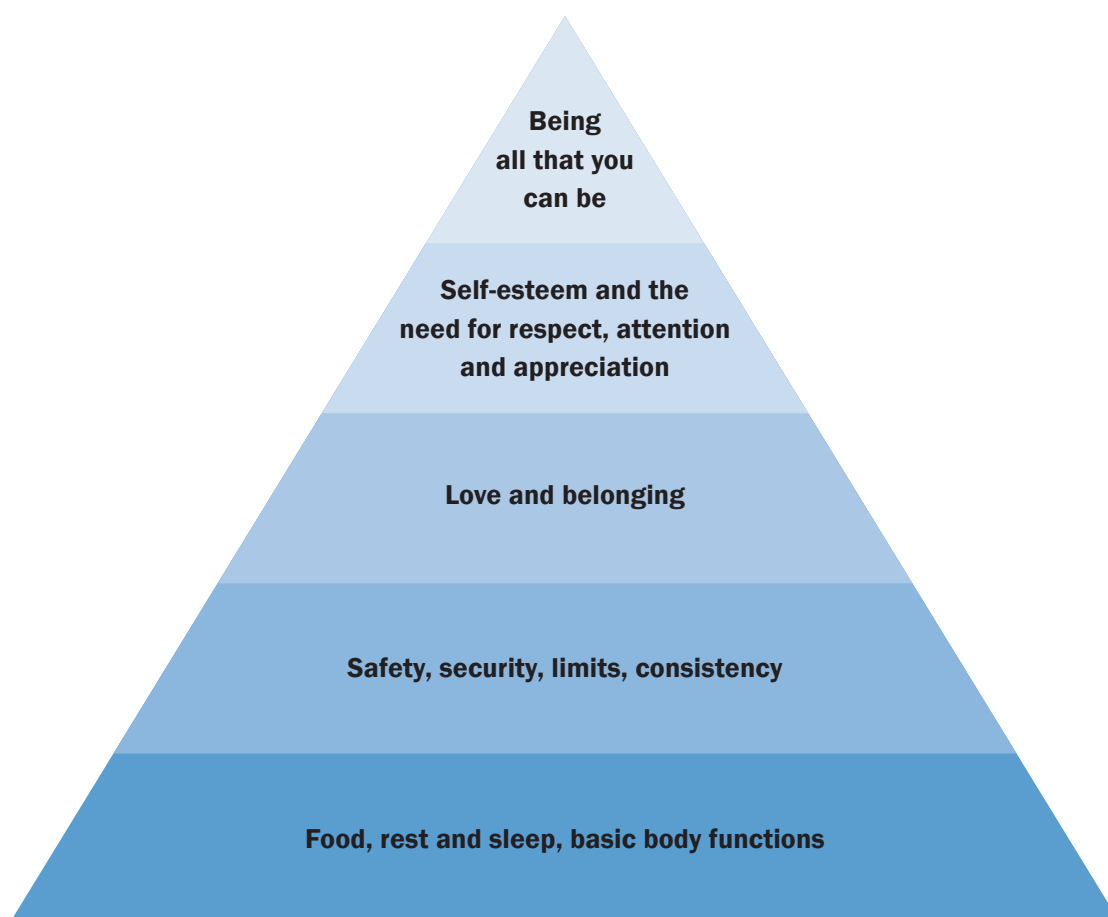 Being
all that you
can be
Self-esteem and the
need for respect, attention
and appreciation
Love and belonging
Safety, security, limits, consistency
Food, rest and sleep, basic body functions